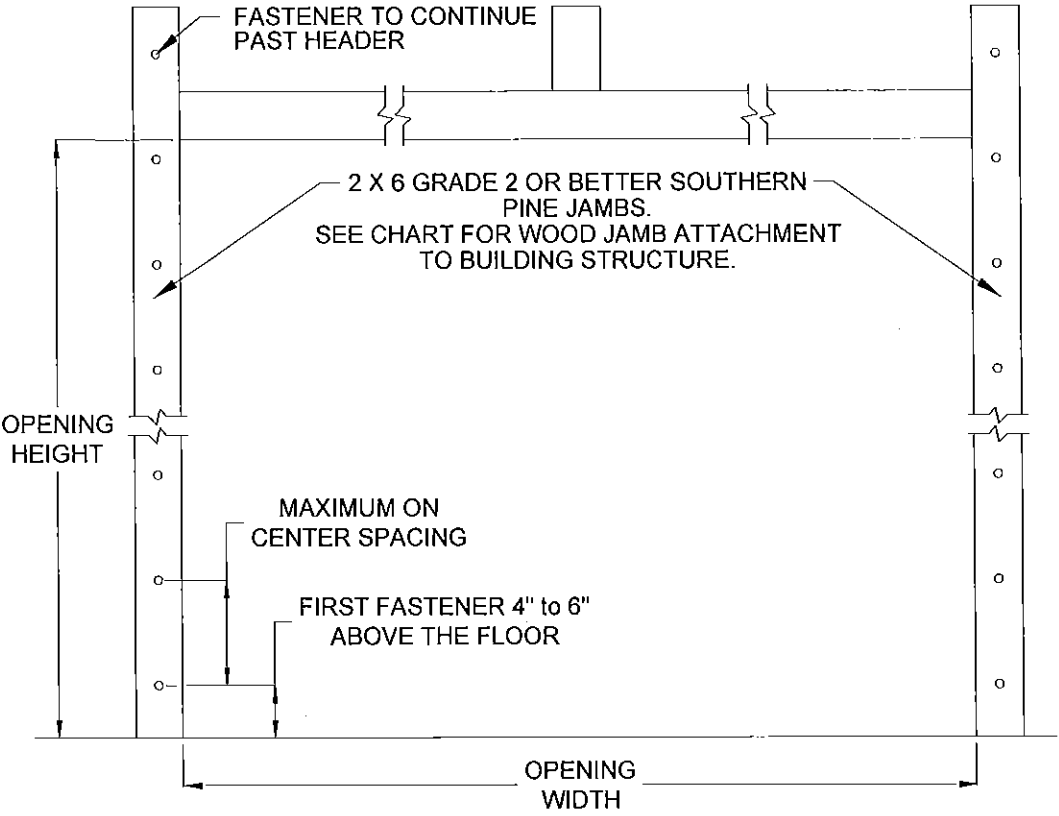 FASTENER TO CONTINUE
PAST HEADER
2 X 6 GRADE 2 OR BETTER SOUTHERN
PINE JAMBS.
SEE CHART FOR WOOD JAMB ATTACHMENT
TO BUILDING STRUCTURE.
OPENING
HEIGHT
MAXIMUM ON
CENTER SPACING
FIRST FASTENER 4" to 6"
ABOVE THE FLOOR
OPENING
WIDTH